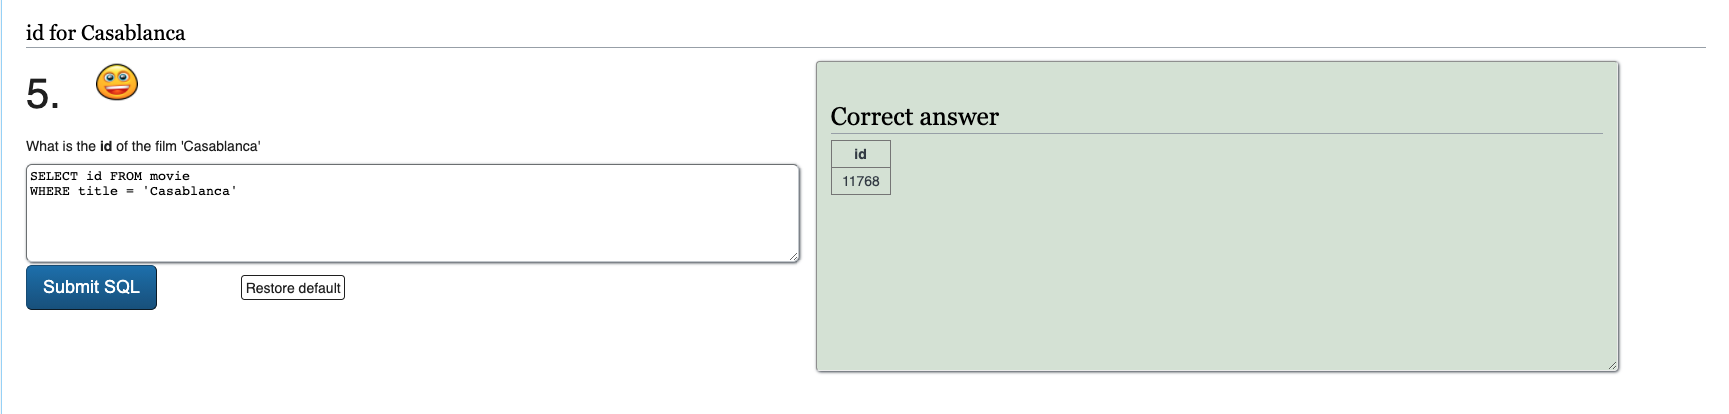 id for Casablanca
5.
What is the id of the film 'Casablanca'
SELECT id FROM movie
WHERE title = 'Casablanca'
Submit SQL
Restore default
Correct answer
id
11768